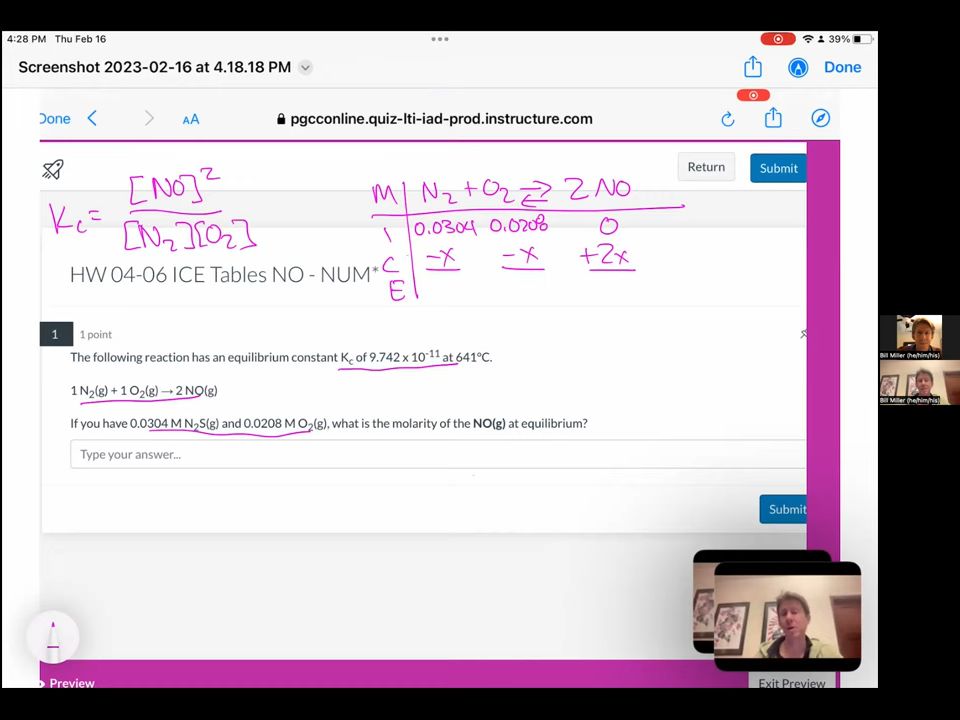 4:28 PM Thu Feb 16
39%
Screenshot 2023-02-16 at 4.18.18 PM
Done
Done
AA
pgcconline.quiz-lti-iad-prod.instructure.com
Return
Submit
Kc = [NO]² / [N₂][O₂]
M N₂ + O₂ ⇌ 2 NO
I 0.0304 0.0208 0
C -x -x +2x
E
HW 04-06 ICE Tables NO - NUM*
1
1 point
The following reaction has an equilibrium constant Kc of 9.742 x 10⁻¹¹ at 641°C.
1 N₂(g) + 1 O₂(g) → 2 NO(g)
If you have 0.0304 M N₂S(g) and 0.0208 M O₂(g), what is the molarity of the NO(g) at equilibrium?
Type your answer...
Submit
Preview
Exit Preview
Bill Miller (he/him/his)
Bill Miller (he/him/his)